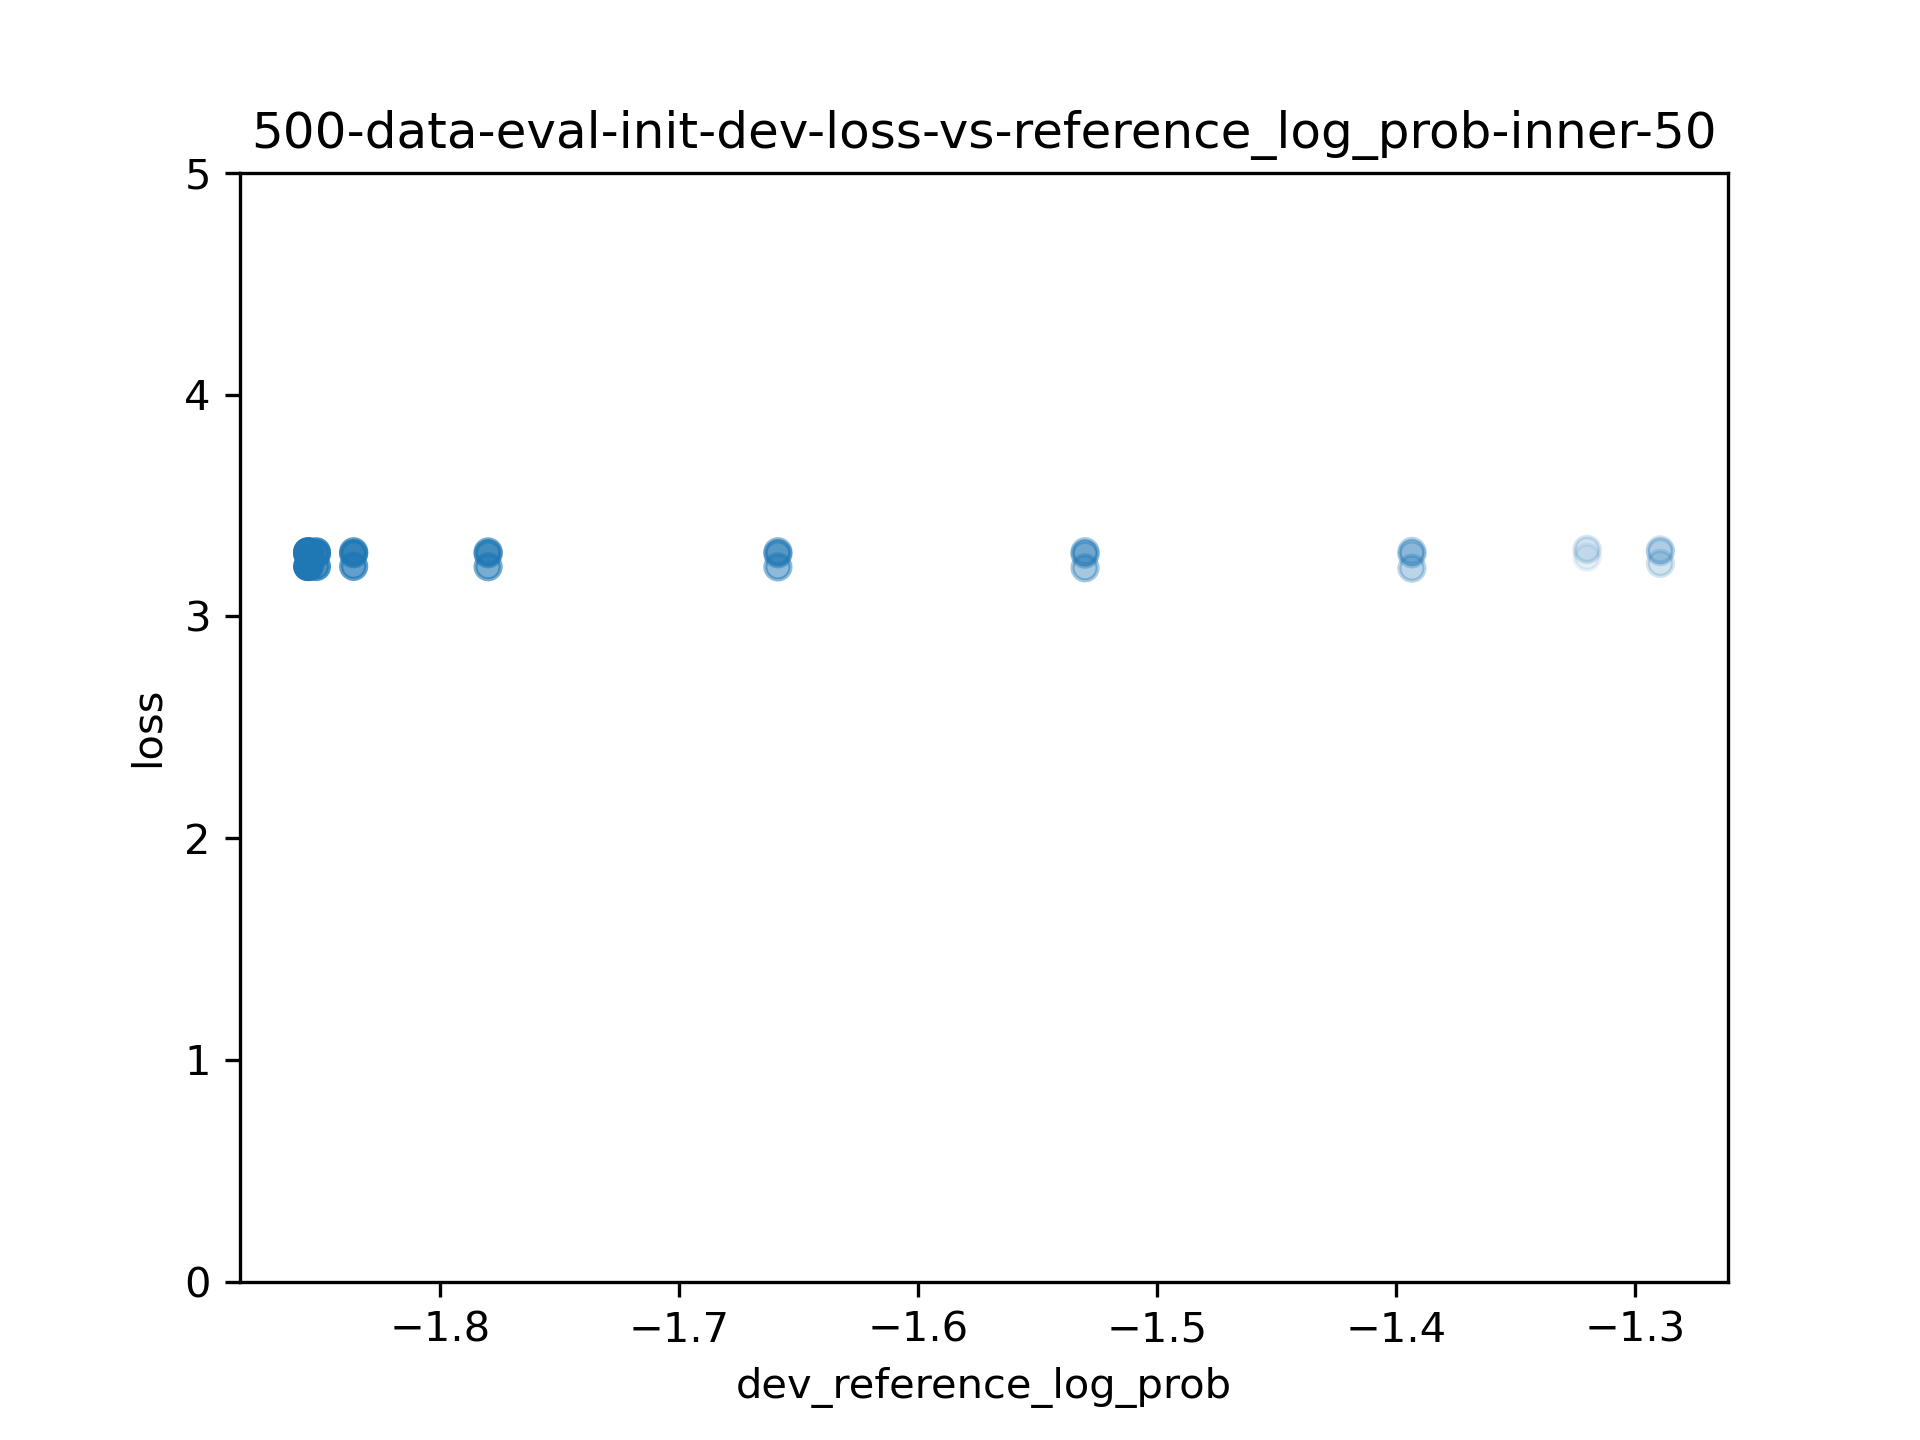 500-data-eval-init-dev-loss-vs-reference_log_prob-inner-50
5
4
3
2
1
0
loss
−1.8 −1.7 −1.6 −1.5 −1.4 −1.3
dev_reference_log_prob